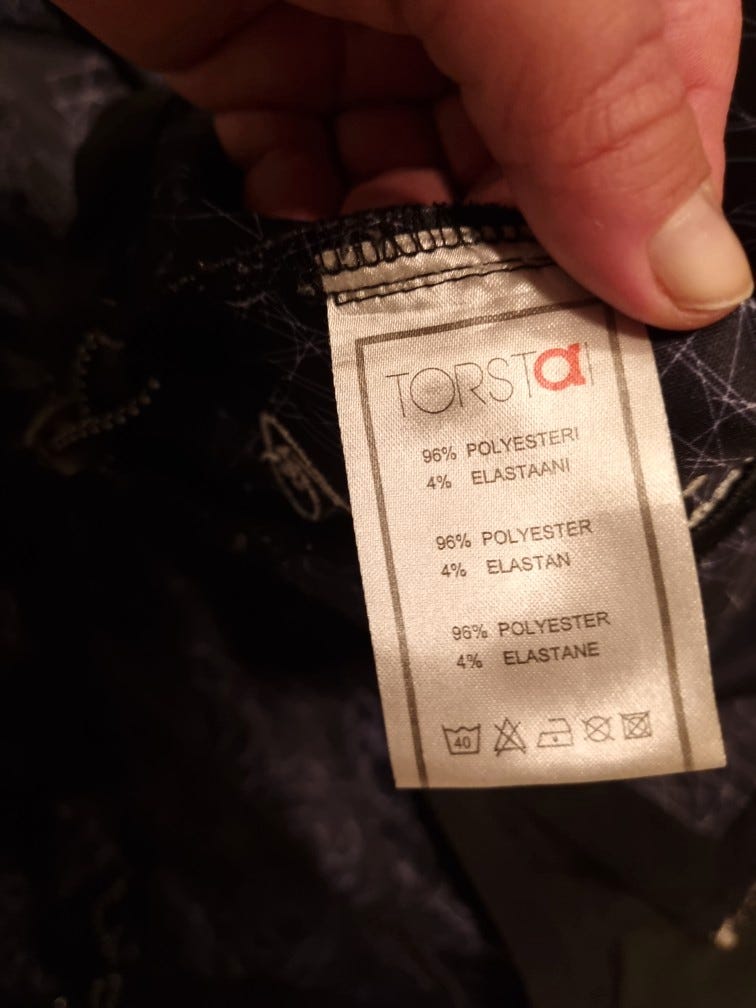 TORSTAI
96% POLYESTERI
4% ELASTAANI
96% POLYESTER
4% ELASTAN
96% POLYESTER
4% ELASTANE
40